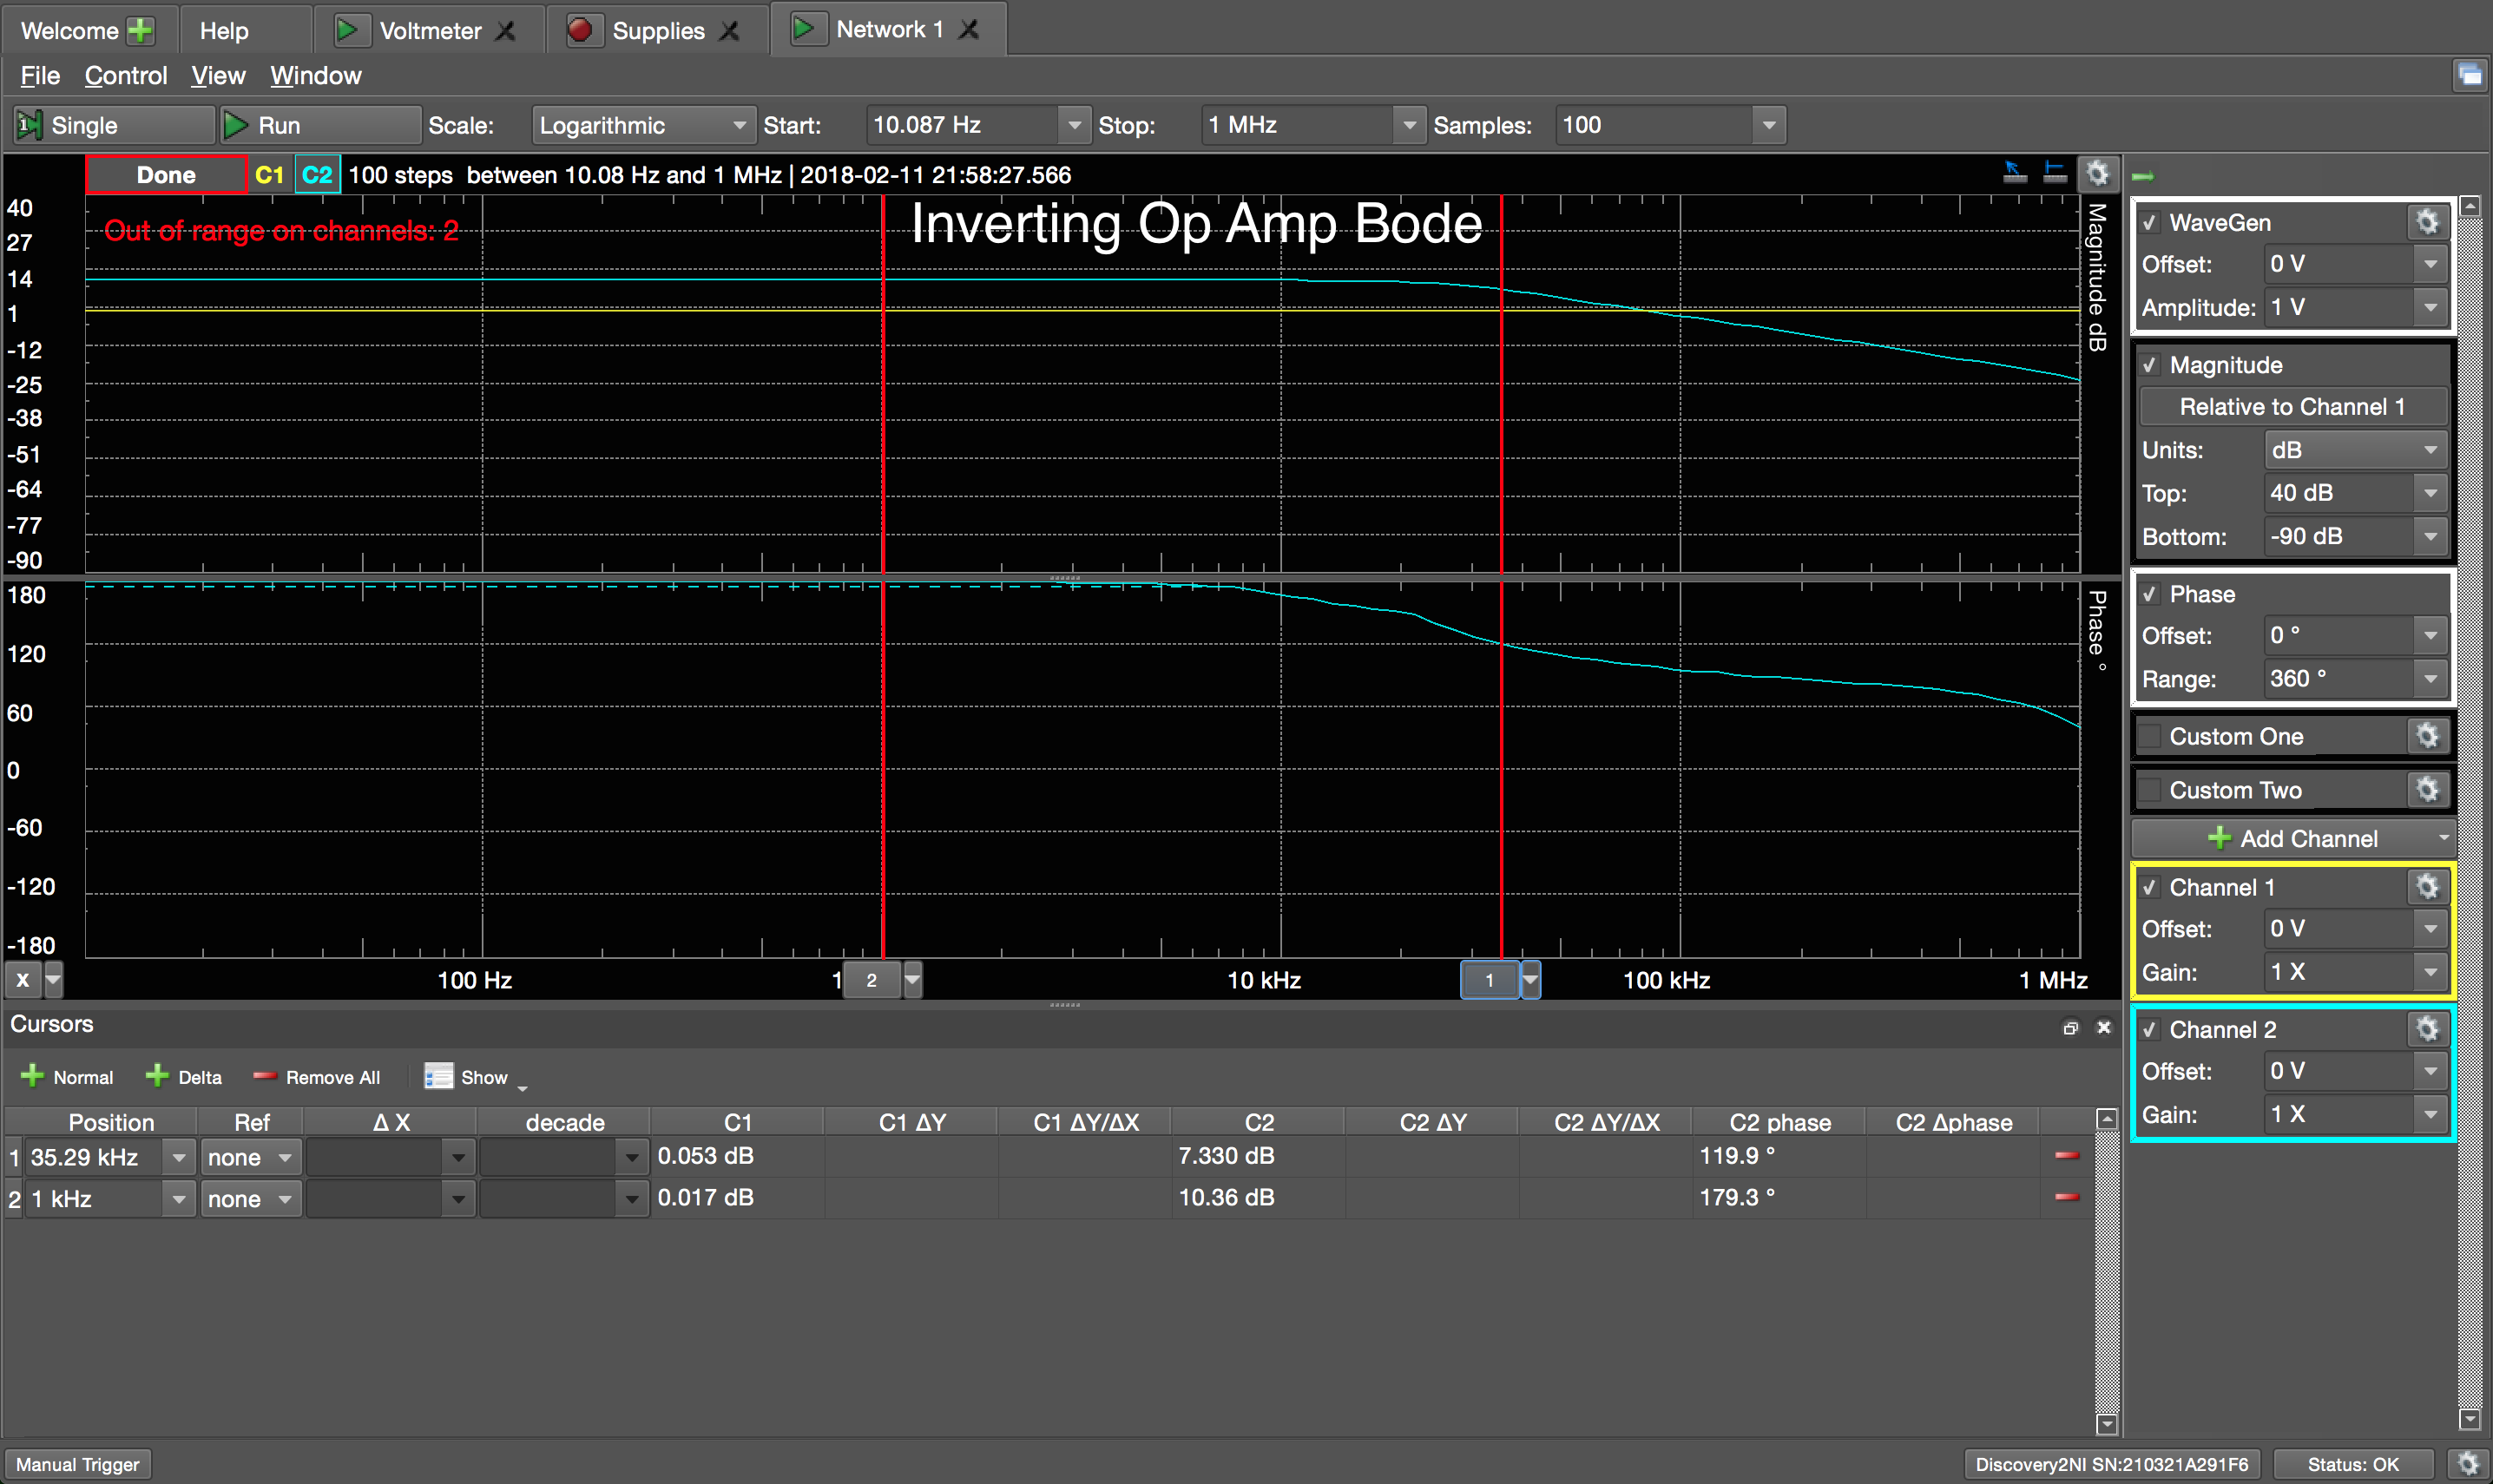 Welcome Help Voltmeter Supplies Network 1
File Control View Window
1 Single Run Scale: Logarithmic Start: 10.087 Hz Stop: 1 MHz Samples: 100
Done C1 C2 100 steps between 10.08 Hz and 1 MHz | 2018-02-11 21:58:27.566
Out of range on channels: 2
Inverting Op Amp Bode
40
27
14
1
-12
-25
-38
-51
-64
-77
-90
Magnitude dB
180
120
60
0
-60
-120
-180
Phase °
X 100 Hz 1 2 10 kHz 1 100 kHz 1 MHz
Cursors
Normal Delta Remove All Show
Position Ref Δ X decade C1 C1 ΔY C1 ΔY/ΔX C2 C2 ΔY C2 ΔY/ΔX C2 phase C2 Δphase
1 35.29 kHz none 0.053 dB 7.330 dB 119.9 °
2 1 kHz none 0.017 dB 10.36 dB 179.3 °
WaveGen
Offset: 0 V
Amplitude: 1 V
Magnitude
Relative to Channel 1
Units: dB
Top: 40 dB
Bottom: -90 dB
Phase
Offset: 0 °
Range: 360 °
Custom One
Custom Two
Add Channel
Channel 1
Offset: 0 V
Gain: 1 X
Channel 2
Offset: 0 V
Gain: 1 X
Manual Trigger Discovery2NI SN:210321A291F6 Status: OK